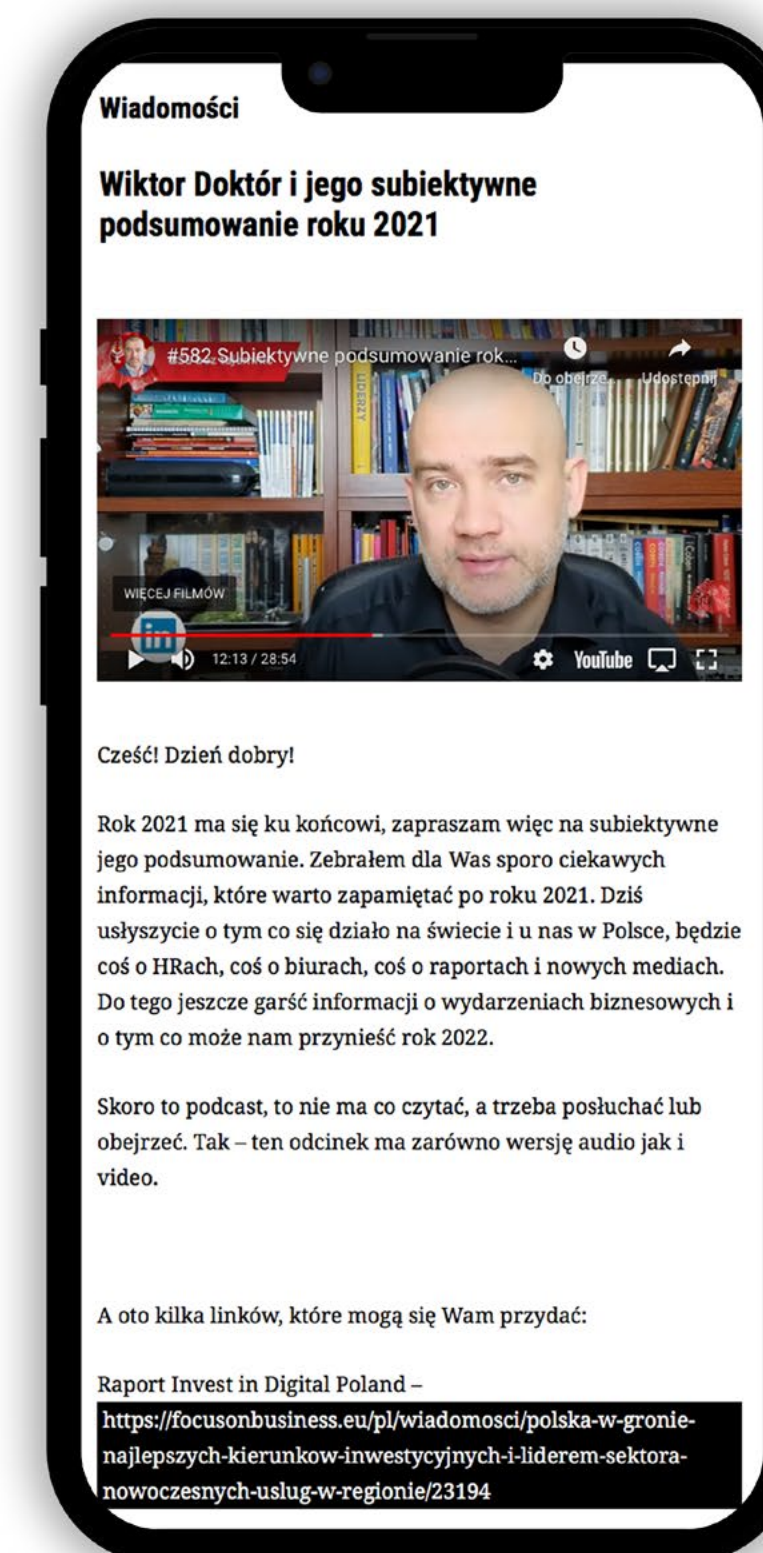 Wiadomości
Wiktor Doktór i jego subiektywne
podsumowanie roku 2021
#582 Subiektywne podsumowanie rok...
Do obejrze...
Udostępnij
LIDERZY
WIĘCEJ FILMÓW
in
12:13 / 28:54
YouTube
Cześć! Dzień dobry!
Rok 2021 ma się ku końcowi, zapraszam więc na subiektywne
jego podsumowanie. Zebrałem dla Was sporo ciekawych
informacji, które warto zapamiętać po roku 2021. Dziś
usłyszycie o tym co się działo na świecie i u nas w Polsce, będzie
coś o HRach, coś o biurach, coś o raportach i nowych mediach.
Do tego jeszcze garść informacji o wydarzeniach biznesowych i
o tym co może nam przynieść rok 2022.
Skoro to podcast, to nie ma co czytać, a trzeba posłuchać lub
obejrzeć. Tak – ten odcinek ma zarówno wersję audio jak i
video.
A oto kilka linków, które mogą się Wam przydać:
Raport Invest in Digital Poland –
https://focusonbusiness.eu/pl/wiadomosci/polska-w-gronie-
najlepszych-kierunkow-inwestycyjnych-i-liderem-sektora-
nowoczesnych-uslug-w-regionie/23194